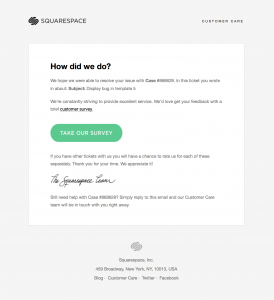 SQUARESPACE
CUSTOMER CARE
How did we do?
We hope we were able to resolve your issue with Case. In this ticket you wrote
in about: Subject: Display bug in template
We're constantly striving to provide excellent service. We'd love get your feedback with a
brief customer survey.
TAKE OUR SURVEY
If you have other tickets with us you will have a chance to rate us for each of these
separately. Thank you for your time. We appreciate it!
The Squarespace Team
Still need help with Case Simply reply to this email and our Customer Care
team will be in touch with you right away.
Squarespace, Inc.
459 Broadway, New York, NY, 10013, USA
Blog · Customer Care · Twitter · Facebook